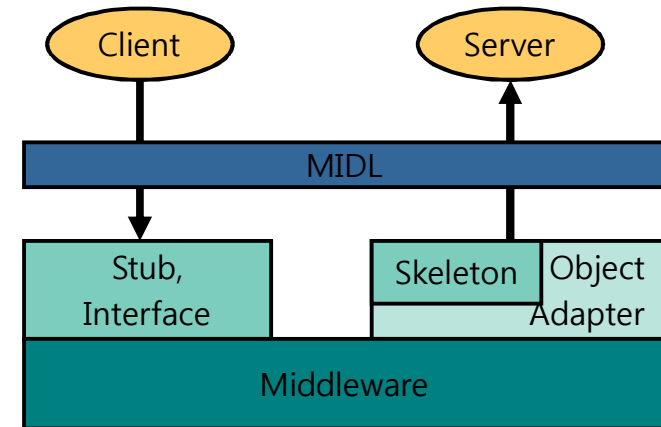 Client
Server
MIDL
Stub,
Interface
Skeleton
Object
Adapter
Middleware